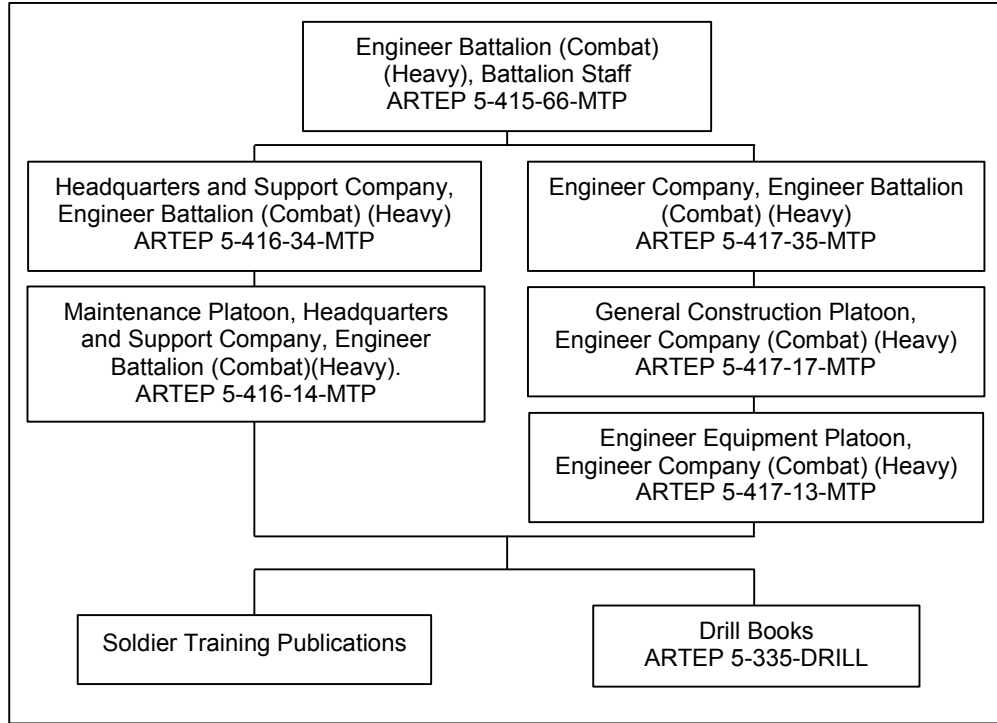 Engineer Battalion (Combat)
(Heavy), Battalion Staff
ARTEP 5-415-66-MTP
Headquarters and Support Company,
Engineer Battalion (Combat) (Heavy)
ARTEP 5-416-34-MTP
Engineer Company, Engineer Battalion
(Combat) (Heavy)
ARTEP 5-417-35-MTP
Maintenance Platoon, Headquarters
and Support Company, Engineer
Battalion (Combat)(Heavy).
ARTEP 5-416-14-MTP
General Construction Platoon,
Engineer Company (Combat) (Heavy)
ARTEP 5-417-17-MTP
Engineer Equipment Platoon,
Engineer Company (Combat) (Heavy)
ARTEP 5-417-13-MTP
Soldier Training Publications
Drill Books
ARTEP 5-335-DRILL